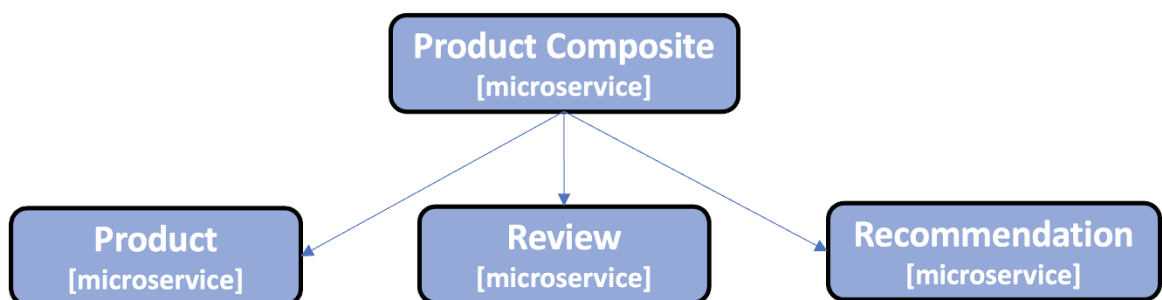 Product Composite
[microservice]
Product
[microservice]
Review
[microservice]
Recommendation
[microservice]